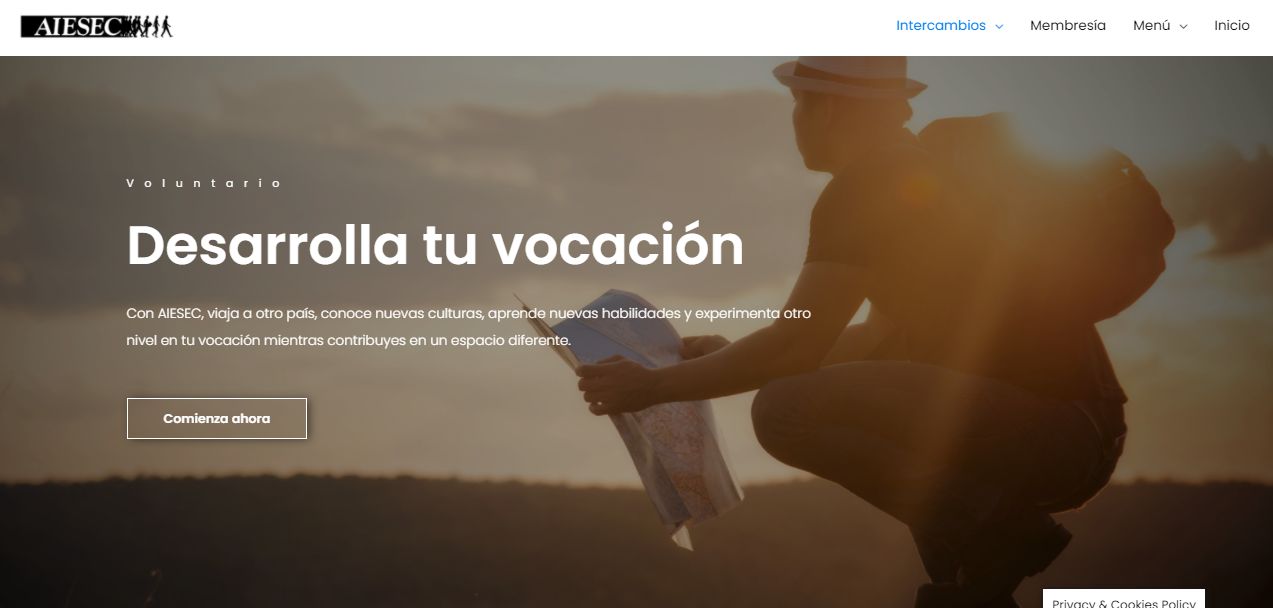 AIESEC
Intercambios
Membresía
Menú
Inicio
Voluntario
Desarrolla tu vocación
Con AIESEC, viaja a otro país, conoce nuevas culturas, aprende nuevas habilidades y experimenta otro
nivel en tu vocación mientras contribuyes en un espacio diferente.
Comienza ahora
Privacy & Cookies Policy